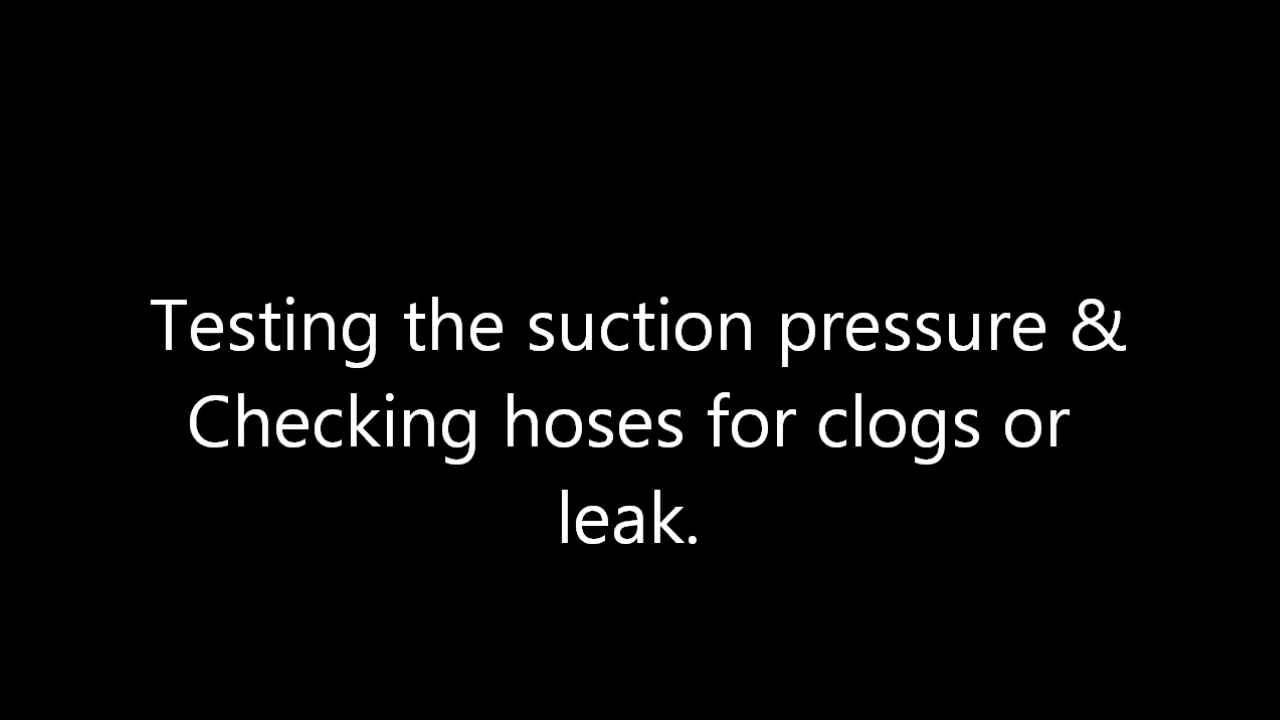 Testing the suction pressure &
Checking hoses for clogs or
leak.